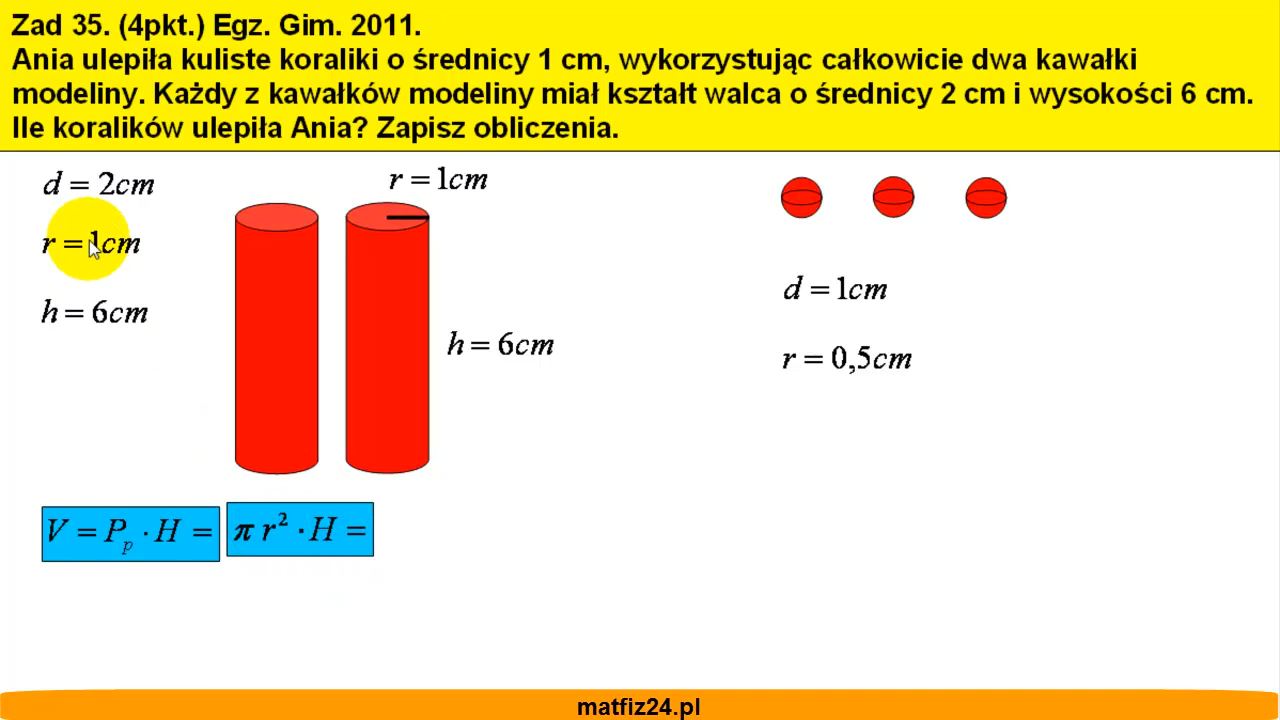 Zad 35. (4pkt.) Egz. Gim. 2011.
Ania ulepiła kuliste koraliki o średnicy 1 cm, wykorzystując całkowicie dwa kawałki
modeliny. Każdy z kawałków modeliny miał kształt walca o średnicy 2 cm i wysokości 6 cm.
Ile koralików ulepiła Ania? Zapisz obliczenia.
d = 2cm
r = 1cm
h = 6cm
r = 1cm
h = 6cm
d = 1cm
r = 0,5cm
V = P_p · H = π r² · H =
matfiz24.pl